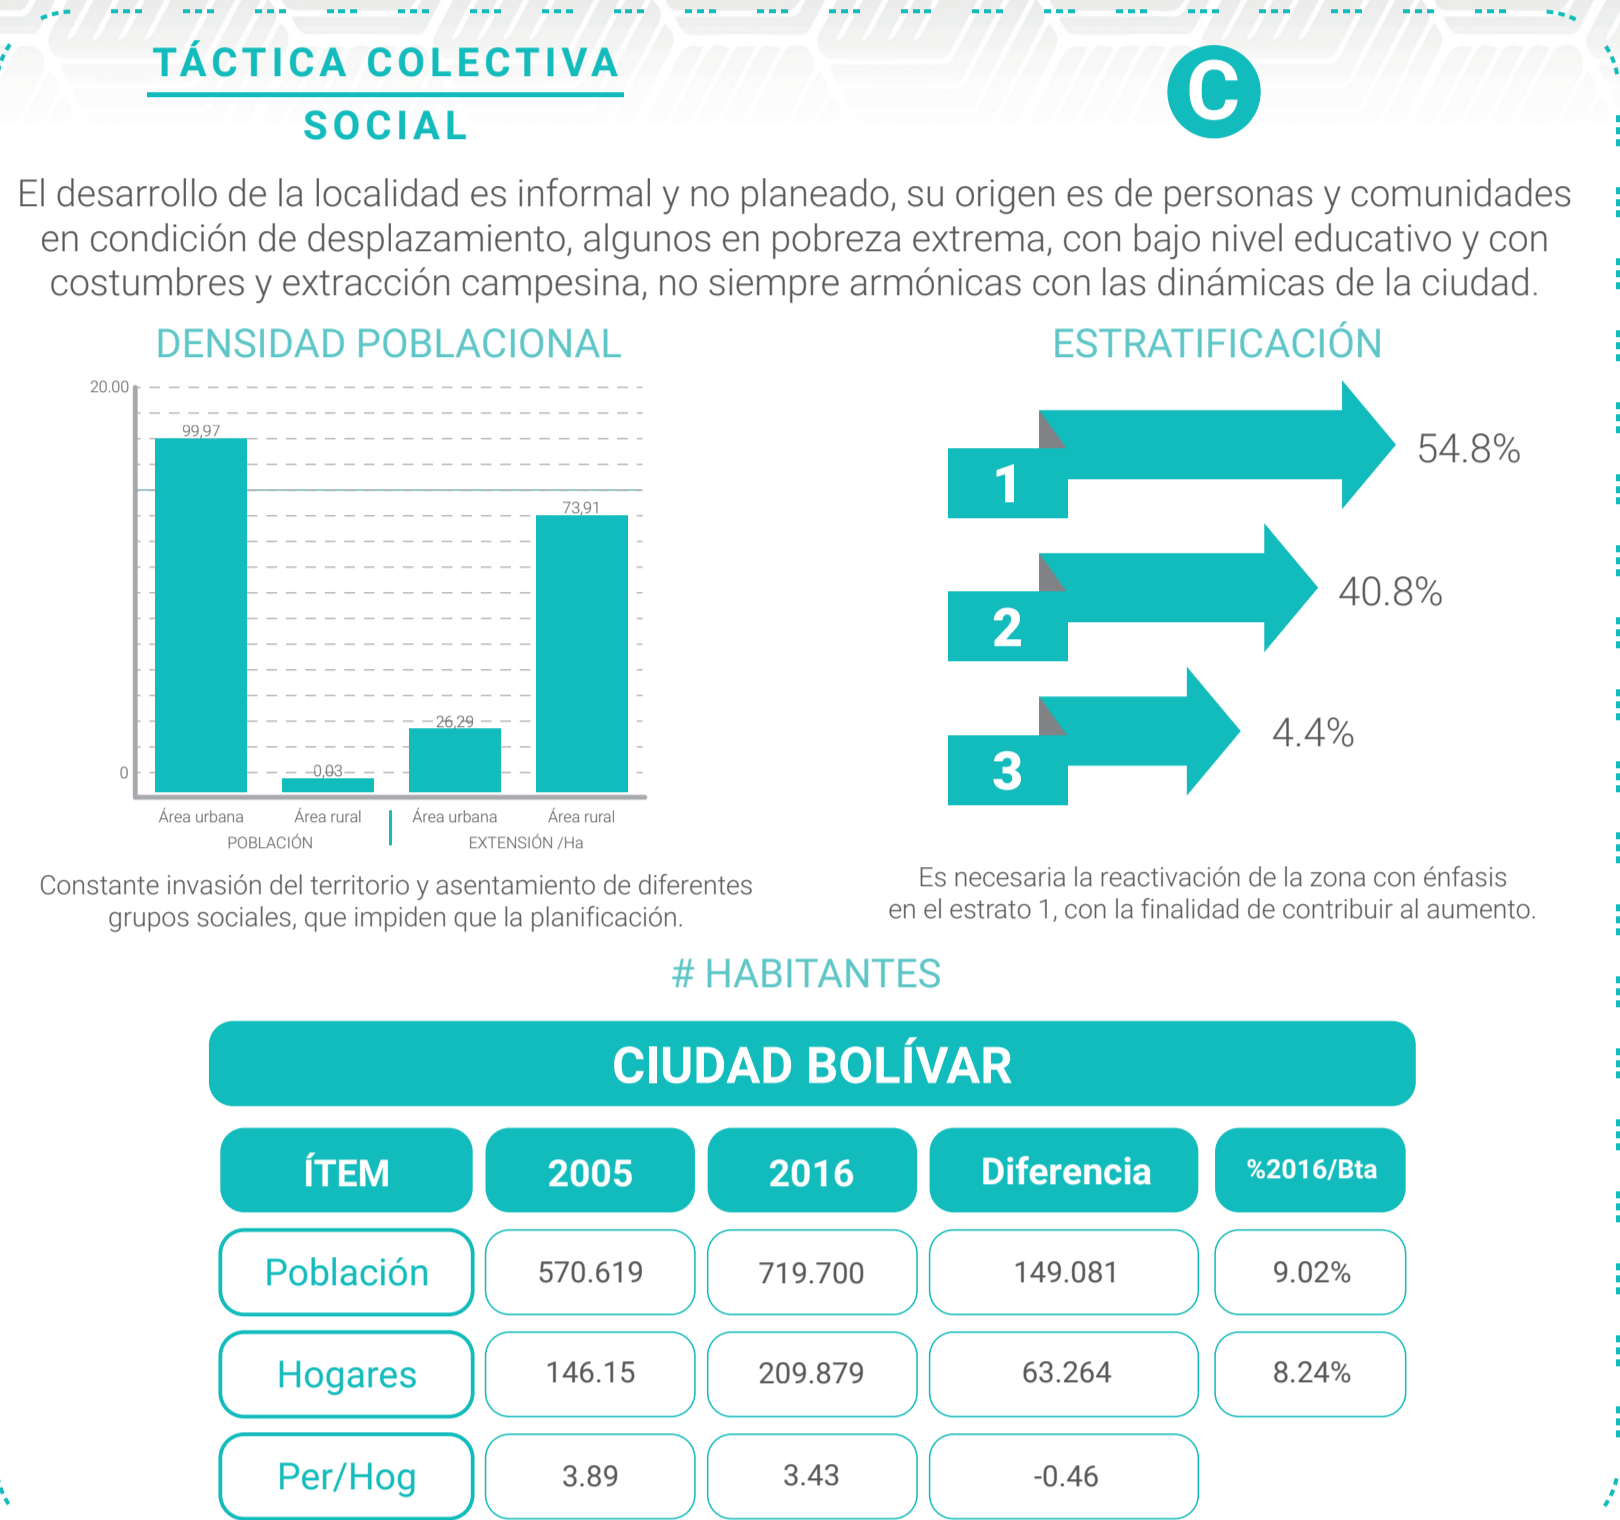 TÁCTICA COLECTIVA
SOCIAL
C
El desarrollo de la localidad es informal y no planeado, su origen es de personas y comunidades
en condición de desplazamiento, algunos en pobreza extrema, con bajo nivel educativo y con
costumbres y extracción campesina, no siempre armónicas con las dinámicas de la ciudad.
DENSIDAD POBLACIONAL
20.00
99,97
73,91
26,29
0,03
0
Área urbana Área rural Área urbana Área rural
POBLACIÓN EXTENSIÓN /Ha
Constante invasión del territorio y asentamiento de diferentes
grupos sociales, que impiden que la planificación.
ESTRATIFICACIÓN
1 54.8%
2 40.8%
3 4.4%
Es necesaria la reactivación de la zona con énfasis
en el estrato 1, con la finalidad de contribuir al aumento.
# HABITANTES
CIUDAD BOLÍVAR
ÍTEM 2005 2016 Diferencia %2016/Bta
Población 570.619 719.700 149.081 9.02%
Hogares 146.15 209.879 63.264 8.24%
Per/Hog 3.89 3.43 -0.46